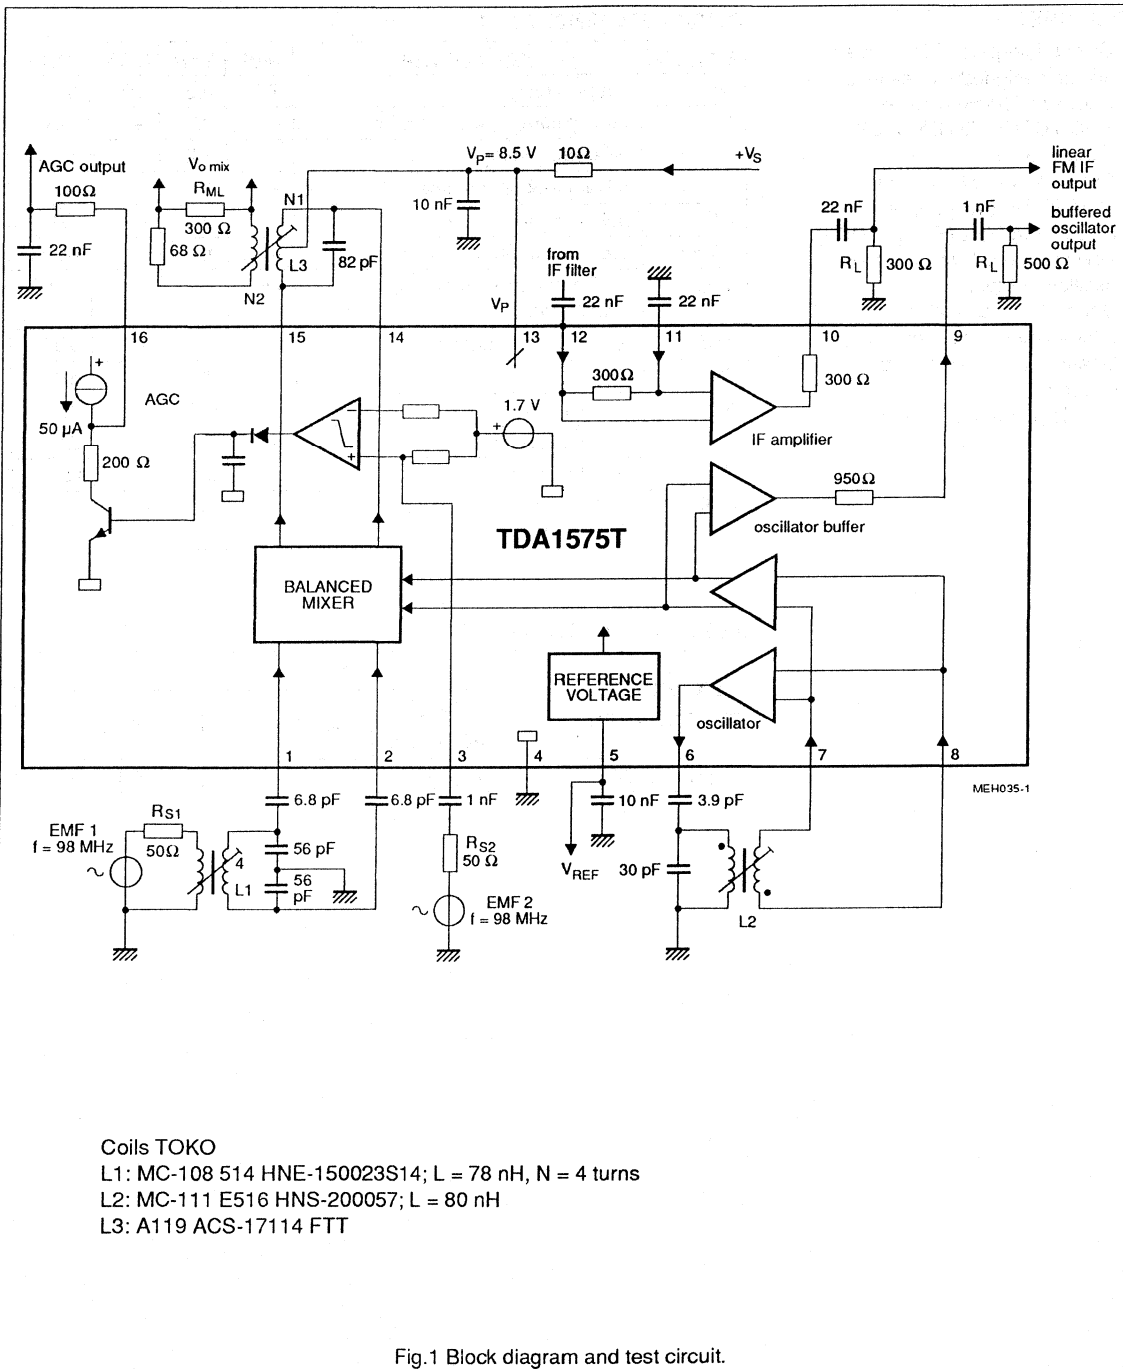 AGC output
100Ω
22 nF
Vo mix
RML
300 Ω
68 Ω
N1
L3
N2
82 pF
VP= 8.5 V
10Ω
+VS
10 nF
from
IF filter
22 nF
22 nF
VP
22 nF
RL
300 Ω
1 nF
RL
500 Ω
linear
FM IF
output
buffered
oscillator
output
16
15
14
13
12
11
10
9
+
50 µA
AGC
200 Ω
−
+
+
1.7 V
300Ω
IF amplifier
300 Ω
950Ω
oscillator buffer
TDA1575T
BALANCED
MIXER
REFERENCE
VOLTAGE
oscillator
1
2
3
4
5
6
7
8
MEH035-1
6.8 pF
6.8 pF
1 nF
10 nF
3.9 pF
RS1
50Ω
EMF 1
f = 98 MHz
∼
4
L1
56 pF
56
pF
RS2
50 Ω
∼
EMF 2
f = 98 MHz
VREF
30 pF
L2
Coils TOKO
L1: MC-108 514 HNE-150023S14; L = 78 nH, N = 4 turns
L2: MC-111 E516 HNS-200057; L = 80 nH
L3: A119 ACS-17114 FTT
Fig.1 Block diagram and test circuit.